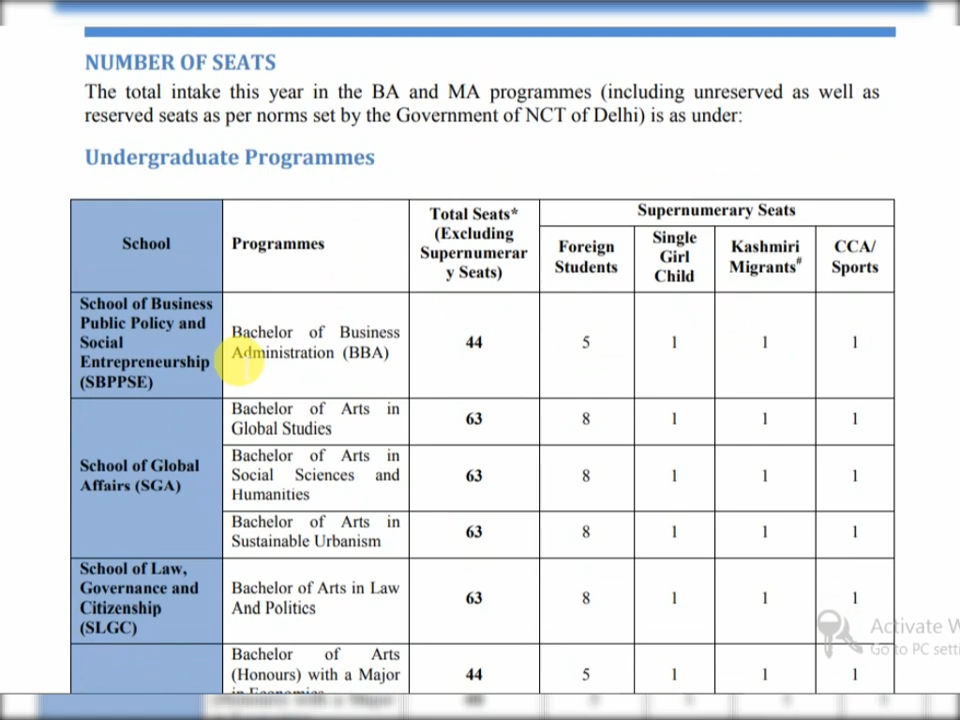 NUMBER OF SEATS
The total intake this year in the BA and MA programmes (including unreserved as well as
reserved seats as per norms set by the Government of NCT of Delhi) is as under:
Undergraduate Programmes
School
Programmes
Total Seats*
(Excluding
Supernumerar
y Seats)
Supernumerary Seats
Foreign
Students
Single
Girl
Child
Kashmiri
Migrants#
CCA/
Sports
School of Business
Public Policy and
Social
Entrepreneurship
(SBPPSE)
Bachelor of Business
Administration (BBA)
44
5
1
1
1
School of Global
Affairs (SGA)
Bachelor of Arts in
Global Studies
63
8
1
1
1
Bachelor of Arts in
Social Sciences and
Humanities
63
8
1
1
1
Bachelor of Arts in
Sustainable Urbanism
63
8
1
1
1
School of Law,
Governance and
Citizenship
(SLGC)
Bachelor of Arts in Law
And Politics
63
8
1
1
1
Bachelor of Arts
(Honours) with a Major
in Economics
44
5
1
1
1
Activate W
Go to PC setti